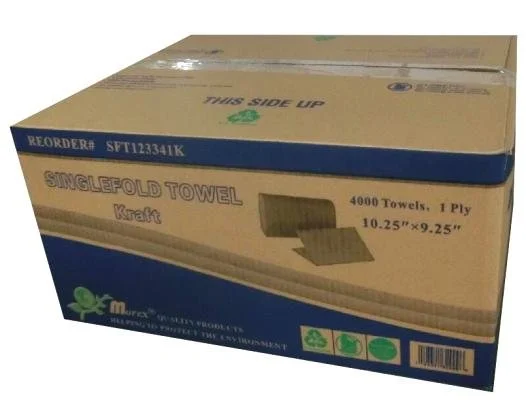 THIS SIDE UP
REORDER# SFT123341K
SINGLEFOLD TOWEL
Kraft
4000 Towels, 1 Ply
10.25"×9.25"
Murex® QUALITY PRODUCTS
HELPING TO PROTECT THE ENVIRONMENT